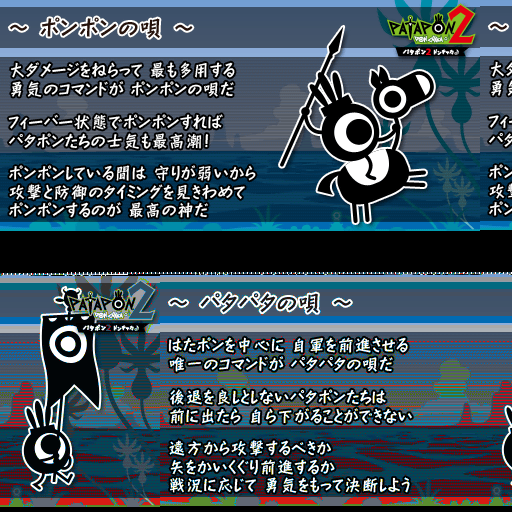 ～ ポンポンの唄 ～
PATAPON 2
DON・CHAKA♪
パタポン2 ドンチャカ♪
大ダメージをねらって 最も多用する
勇気のコマンドが ポンポンの唄だ
フィーバー状態でポンポンすれば
パタポンたちの士気も最高潮！
ポンポンしている間は 守りが弱いから
攻撃と防御のタイミングを見きわめて
ポンポンするのが 最高の神だ
～
大ダ
勇気
フィー
パタ
ポン
攻撃
ポン
PATAPON 2
DON・CHAKA♪
パタポン2 ドンチャカ♪
～ パタパタの唄 ～
はたポンを中心に 自軍を前進させる
唯一のコマンドが パタパタの唄だ
後退を良しとしないパタポンたちは
前に出たら 自ら下がることができない
遠方から攻撃するべきか
矢をかいくぐり前進するか
戦況に応じて 勇気をもって決断しよう